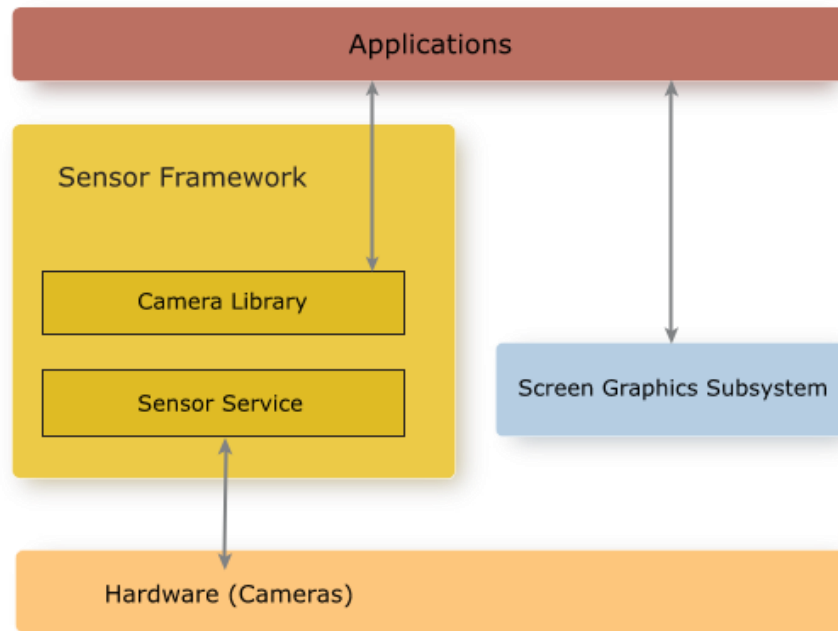 Applications
Sensor Framework
Camera Library
Sensor Service
Screen Graphics Subsystem
Hardware (Cameras)